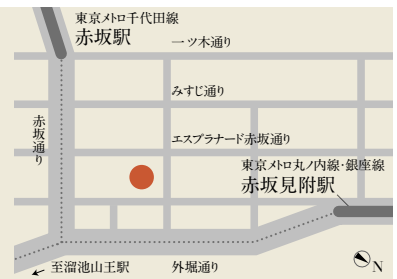 東京メトロ千代田線
赤坂駅
一ツ木通り
みすじ通り
赤坂通り
エスプラナード赤坂通り
東京メトロ丸ノ内線・銀座線
赤坂見附駅
至溜池山王駅
外堀通り
N